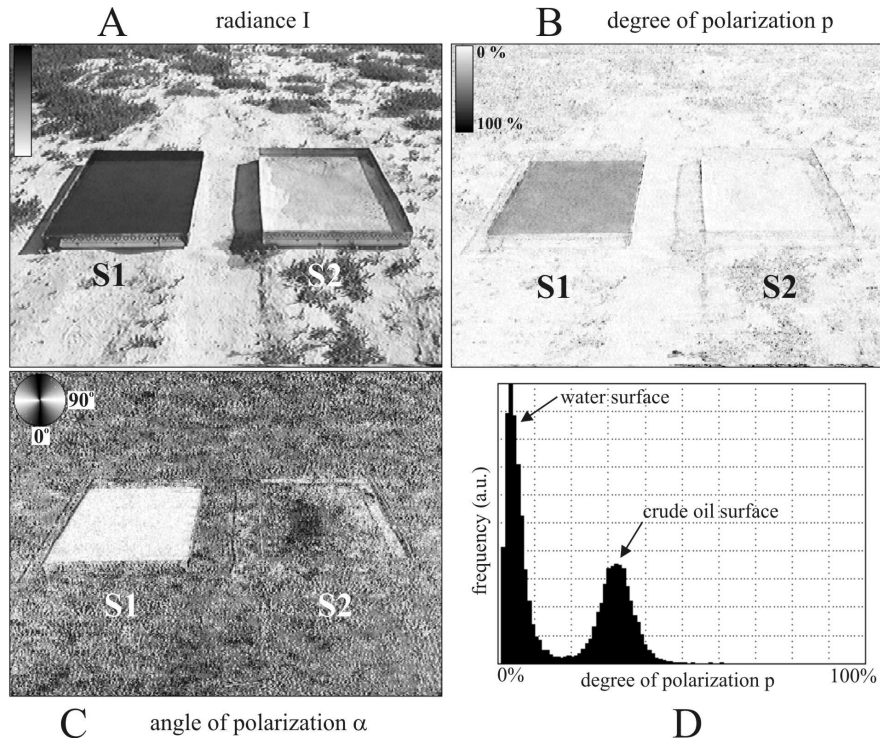 A
radiance I
B
degree of polarization p
0 %
100 %
S1
S2
S1
S2
90°
0°
S1
S2
C
angle of polarization α
water surface
crude oil surface
frequency (a.u.)
0%
degree of polarization p
100%
D